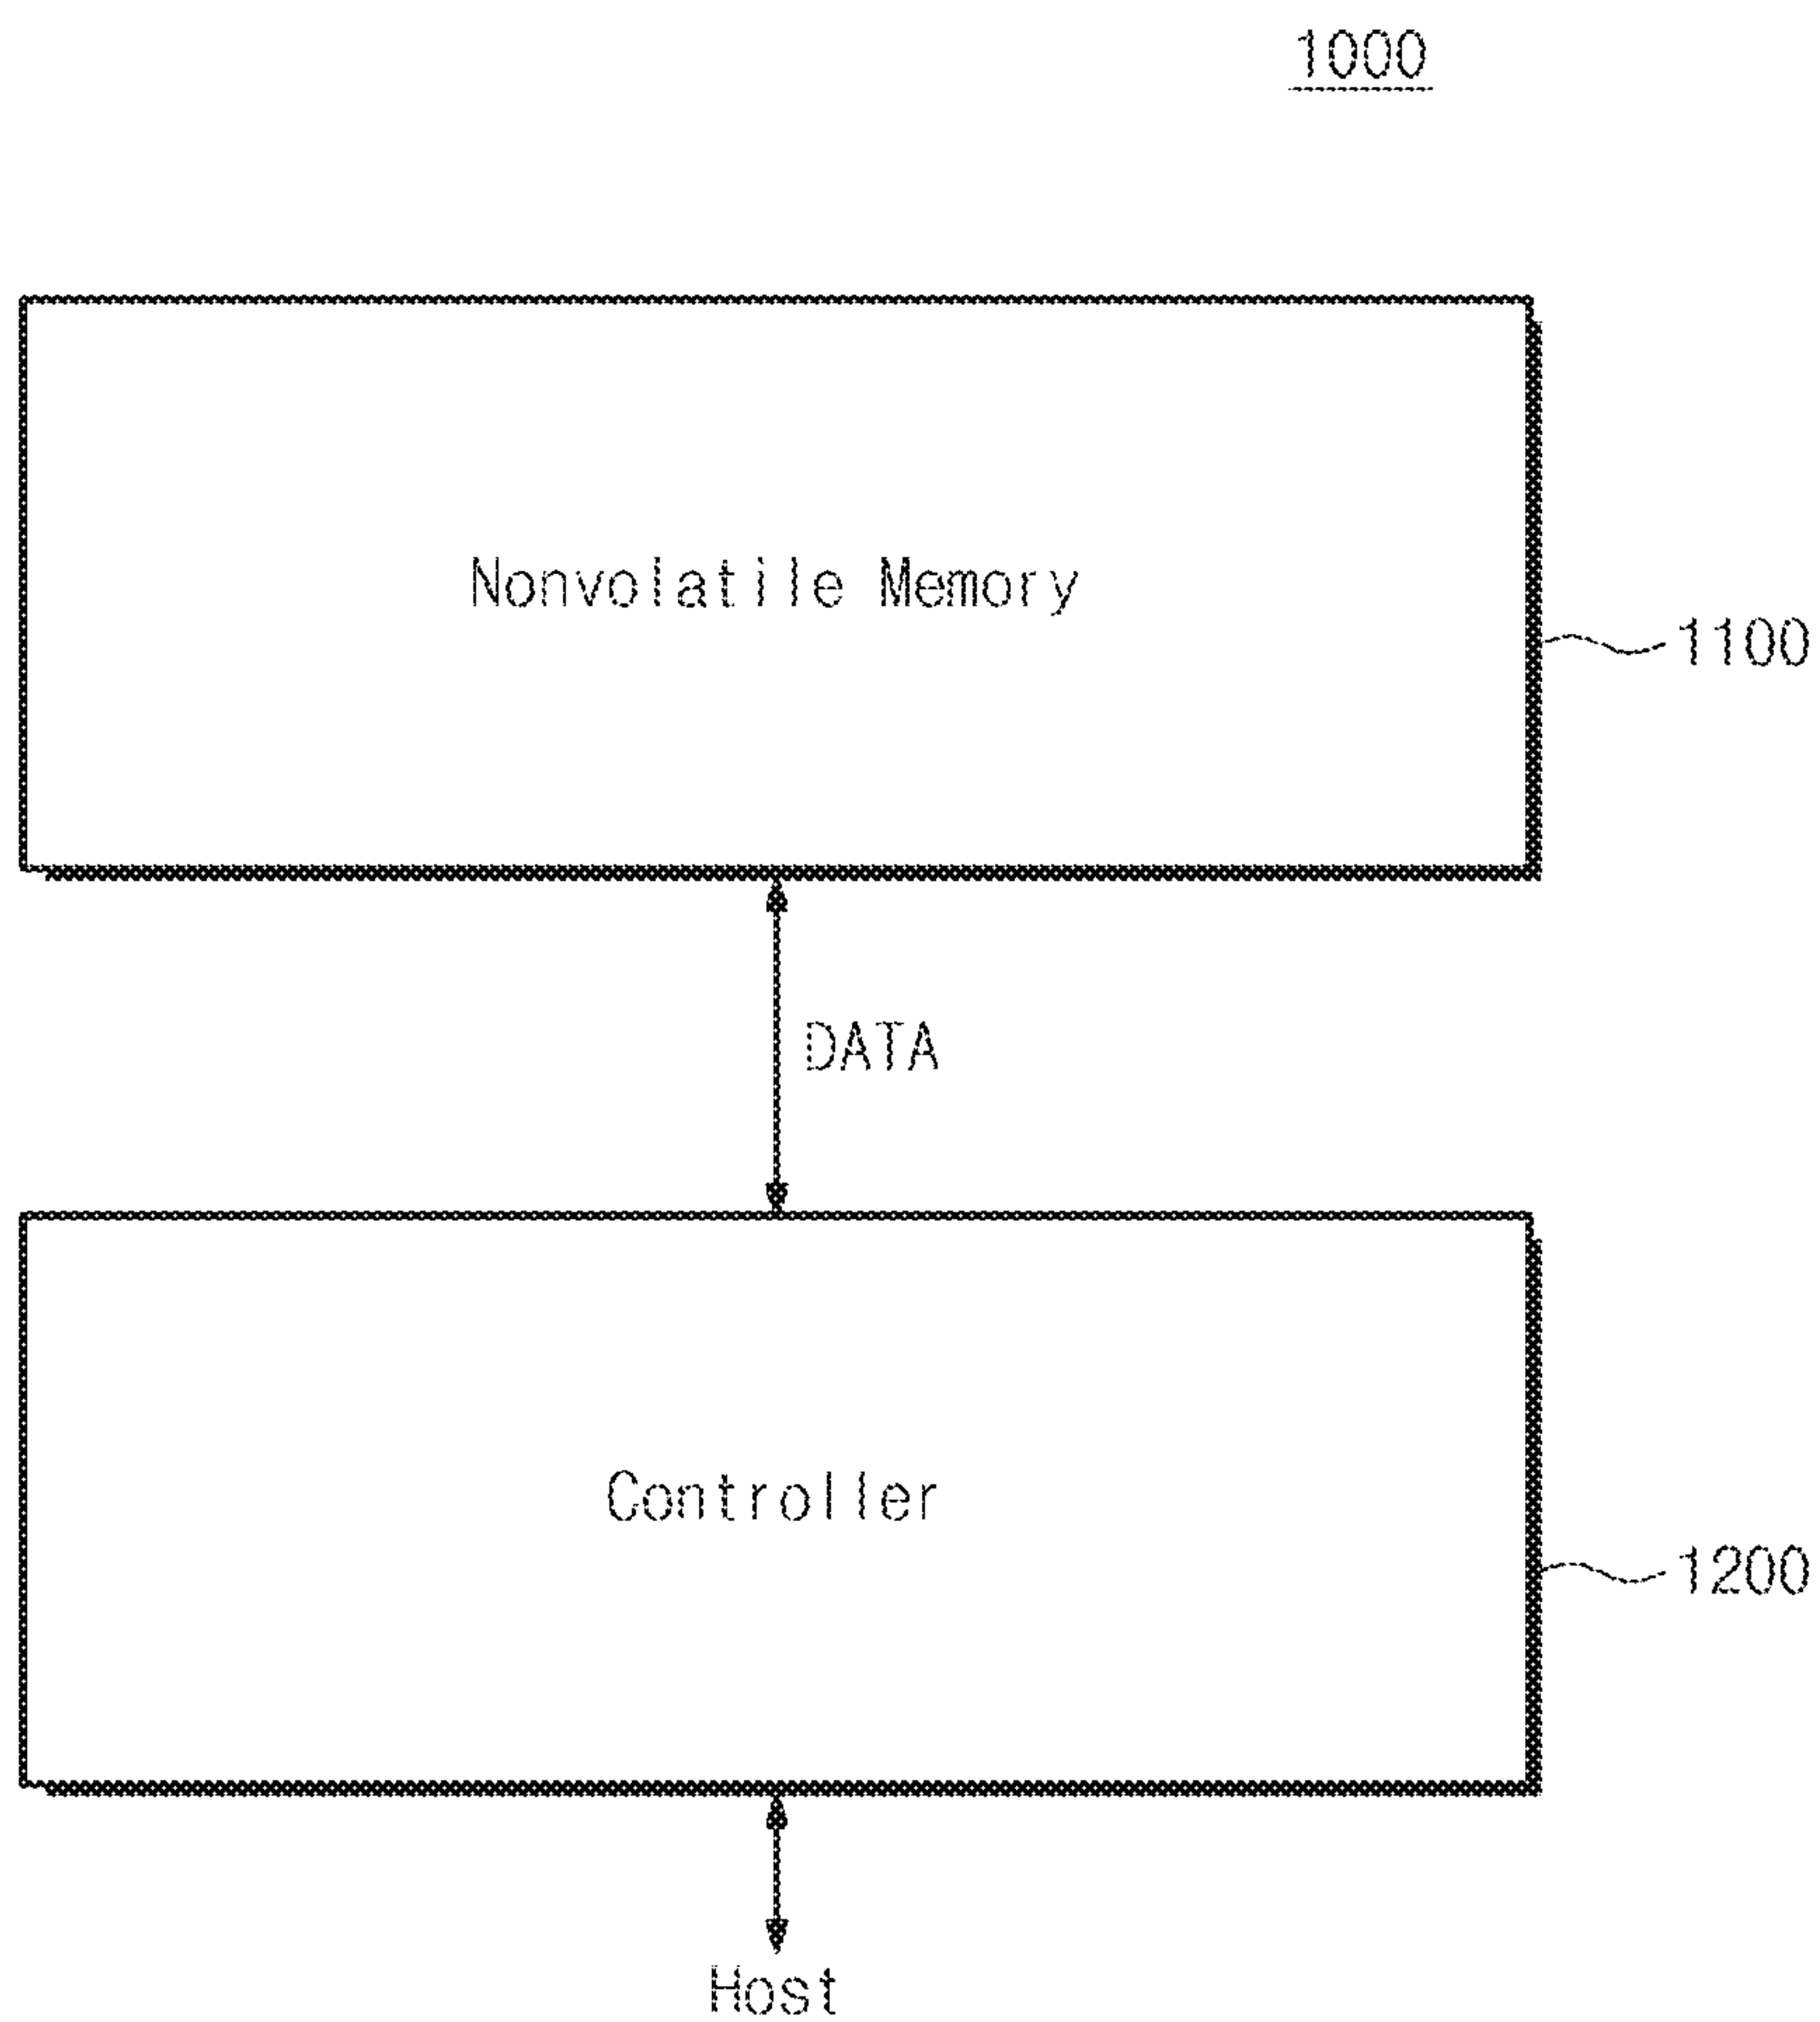 1000
Nonvolatile Memory
1100
DATA
Controller
1200
Host